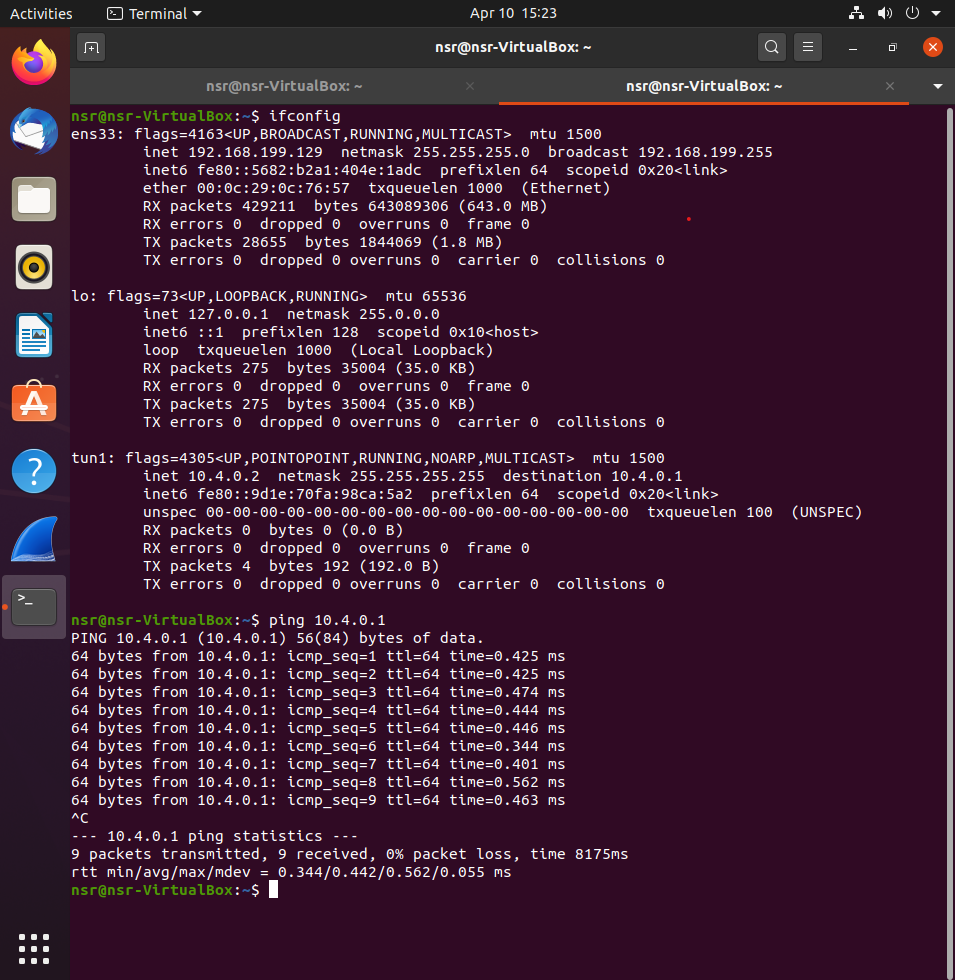 Activities Terminal Apr 10 15:23
nsr@nsr-VirtualBox: ~
nsr@nsr-VirtualBox: ~ nsr@nsr-VirtualBox: ~
nsr@nsr-VirtualBox:~$ ifconfig
ens33: flags=4163<UP,BROADCAST,RUNNING,MULTICAST>  mtu 1500
        inet 192.168.199.129  netmask 255.255.255.0  broadcast 192.168.199.255
        inet6 fe80::5682:b2a1:404e:1adc  prefixlen 64  scopeid 0x20<link>
        ether 00:0c:29:0c:76:57  txqueuelen 1000  (Ethernet)
        RX packets 429211  bytes 643089306 (643.0 MB)
        RX errors 0  dropped 0  overruns 0  frame 0
        TX packets 28655  bytes 1844069 (1.8 MB)
        TX errors 0  dropped 0 overruns 0  carrier 0  collisions 0
lo: flags=73<UP,LOOPBACK,RUNNING>  mtu 65536
        inet 127.0.0.1  netmask 255.0.0.0
        inet6 ::1  prefixlen 128  scopeid 0x10<host>
        loop  txqueuelen 1000  (Local Loopback)
        RX packets 275  bytes 35004 (35.0 KB)
        RX errors 0  dropped 0  overruns 0  frame 0
        TX packets 275  bytes 35004 (35.0 KB)
        TX errors 0  dropped 0 overruns 0  carrier 0  collisions 0
tun1: flags=4305<UP,POINTOPOINT,RUNNING,NOARP,MULTICAST>  mtu 1500
        inet 10.4.0.2  netmask 255.255.255.255  destination 10.4.0.1
        inet6 fe80::9d1e:70fa:98ca:5a2  prefixlen 64  scopeid 0x20<link>
        unspec 00-00-00-00-00-00-00-00-00-00-00-00-00-00-00-00  txqueuelen 100  (UNSPEC)
        RX packets 0  bytes 0 (0.0 B)
        RX errors 0  dropped 0  overruns 0  frame 0
        TX packets 4  bytes 192 (192.0 B)
        TX errors 0  dropped 0 overruns 0  carrier 0  collisions 0
nsr@nsr-VirtualBox:~$ ping 10.4.0.1
PING 10.4.0.1 (10.4.0.1) 56(84) bytes of data.
64 bytes from 10.4.0.1: icmp_seq=1 ttl=64 time=0.425 ms
64 bytes from 10.4.0.1: icmp_seq=2 ttl=64 time=0.425 ms
64 bytes from 10.4.0.1: icmp_seq=3 ttl=64 time=0.474 ms
64 bytes from 10.4.0.1: icmp_seq=4 ttl=64 time=0.444 ms
64 bytes from 10.4.0.1: icmp_seq=5 ttl=64 time=0.446 ms
64 bytes from 10.4.0.1: icmp_seq=6 ttl=64 time=0.344 ms
64 bytes from 10.4.0.1: icmp_seq=7 ttl=64 time=0.401 ms
64 bytes from 10.4.0.1: icmp_seq=8 ttl=64 time=0.562 ms
64 bytes from 10.4.0.1: icmp_seq=9 ttl=64 time=0.463 ms
^C
--- 10.4.0.1 ping statistics ---
9 packets transmitted, 9 received, 0% packet loss, time 8175ms
rtt min/avg/max/mdev = 0.344/0.442/0.562/0.055 ms
nsr@nsr-VirtualBox:~$